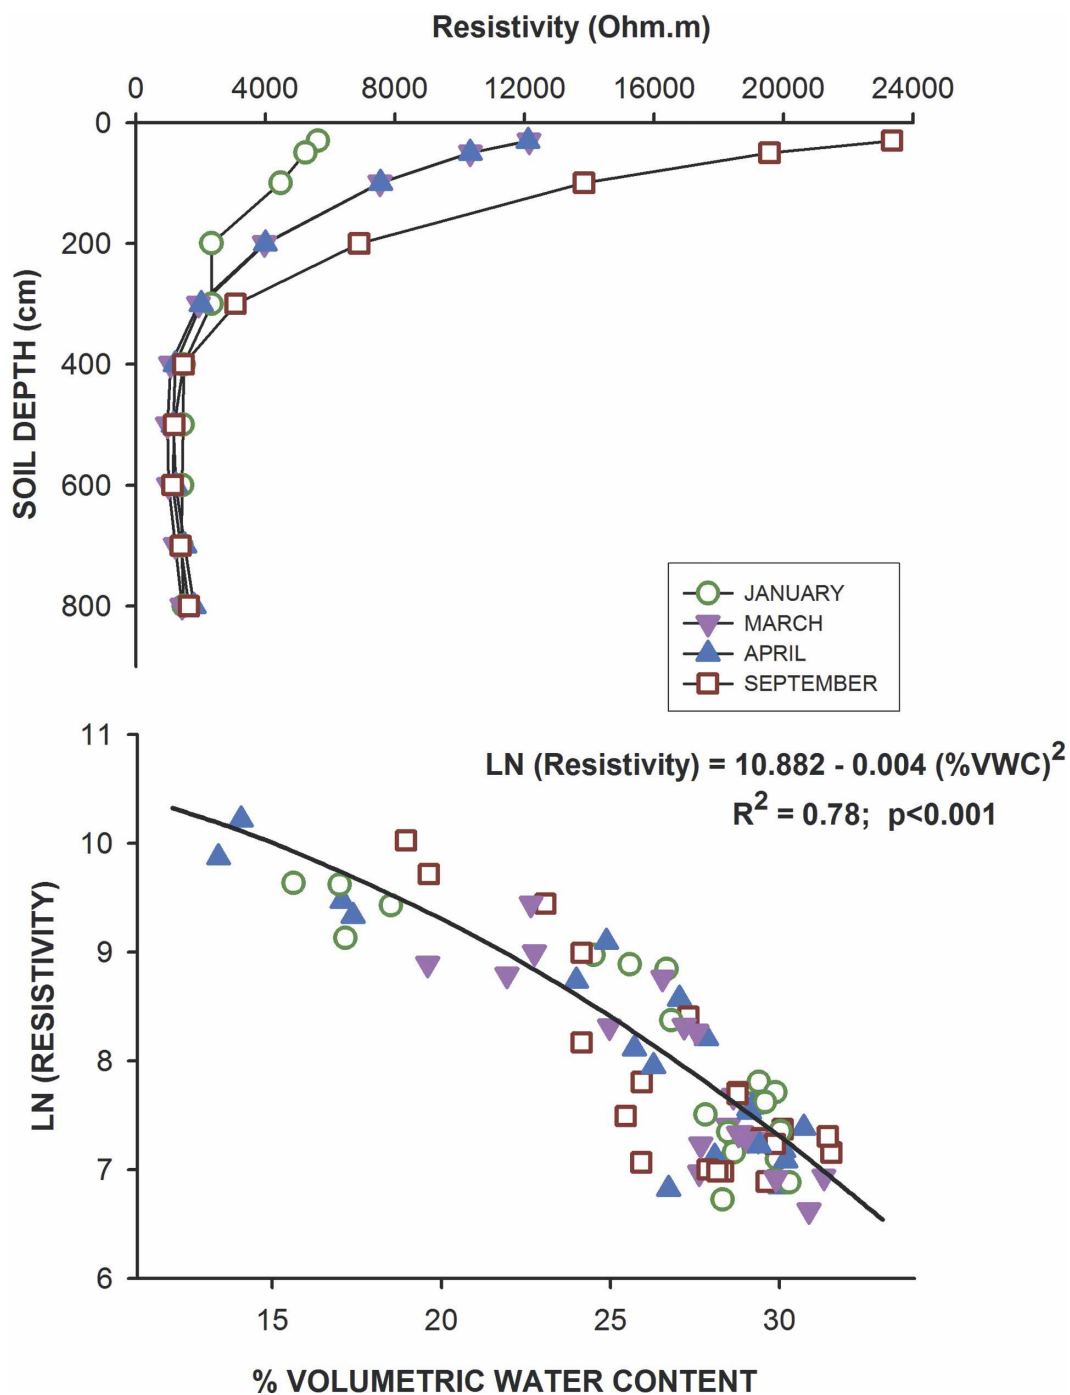 Resistivity (Ohm.m)
0 4000 8000 12000 16000 20000 24000
0
200
400
600
800
SOIL DEPTH (cm)
JANUARY
MARCH
APRIL
SEPTEMBER
11
10
9
8
7
6
LN (RESISTIVITY)
LN (Resistivity) = 10.882 - 0.004 (%VWC)²
R² = 0.78; p<0.001
15 20 25 30
% VOLUMETRIC WATER CONTENT